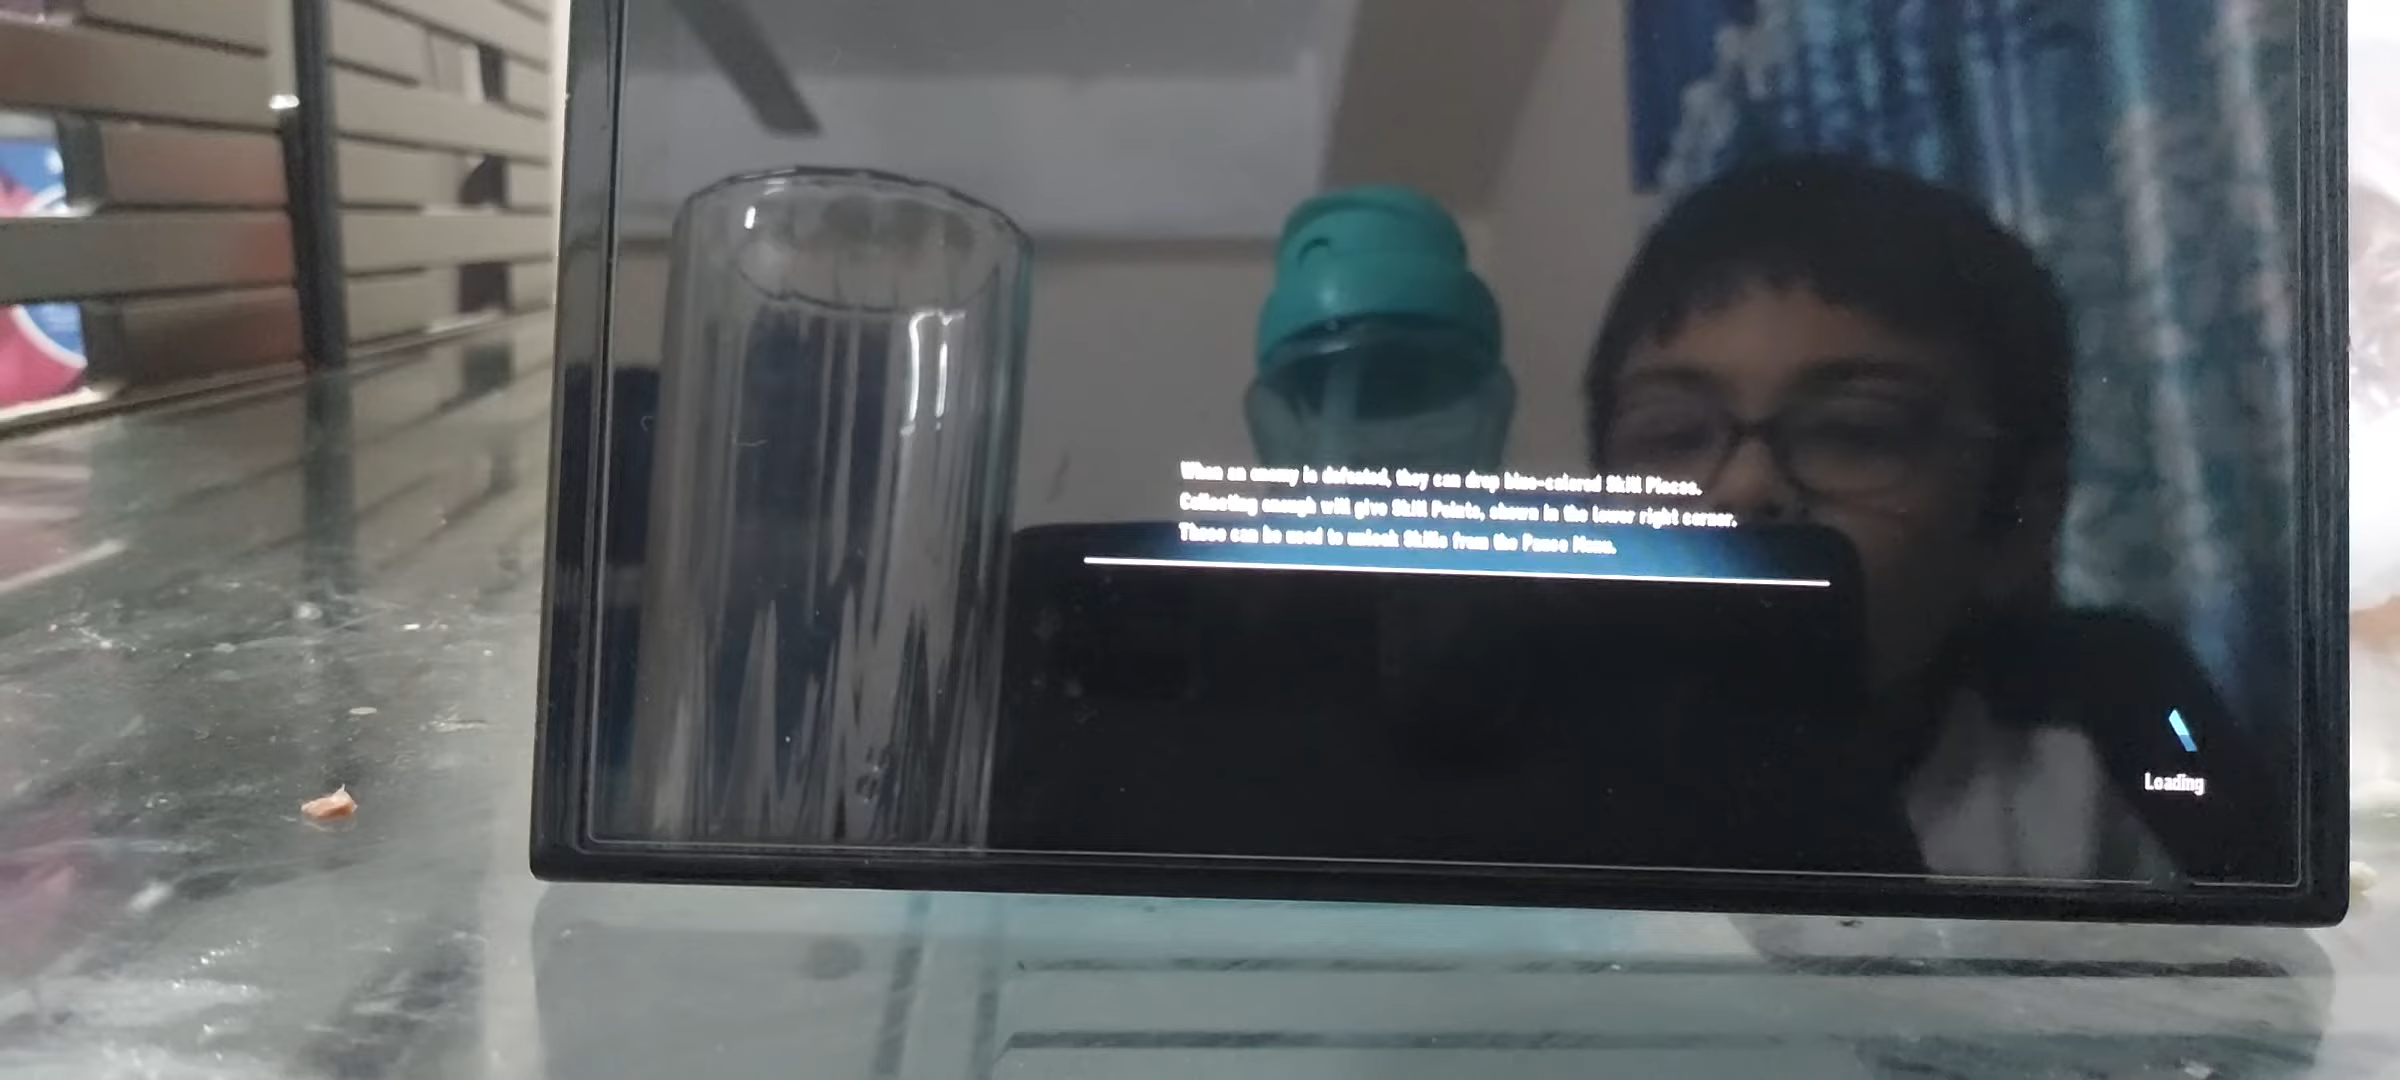 When an enemy is defeated, they can drop blue-colored Skill Pieces.
Collecting enough will give Skill Points, shown in the lower right corner.
These can be used to unlock Skills from the Pause Menu.
Loading